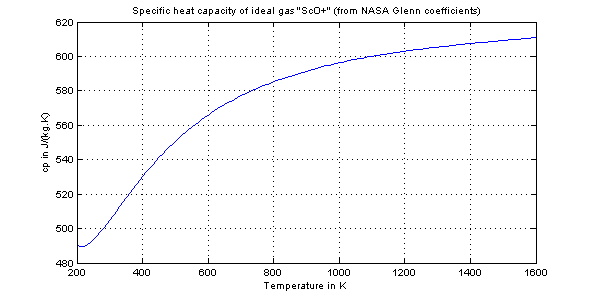 Specific heat capacity of ideal gas "ScO+" (from NASA Glenn coefficients)
620
600
580
560
540
520
500
480
cp in J/(kg.K)
200 400 600 800 1000 1200 1400 1600
Temperature in K